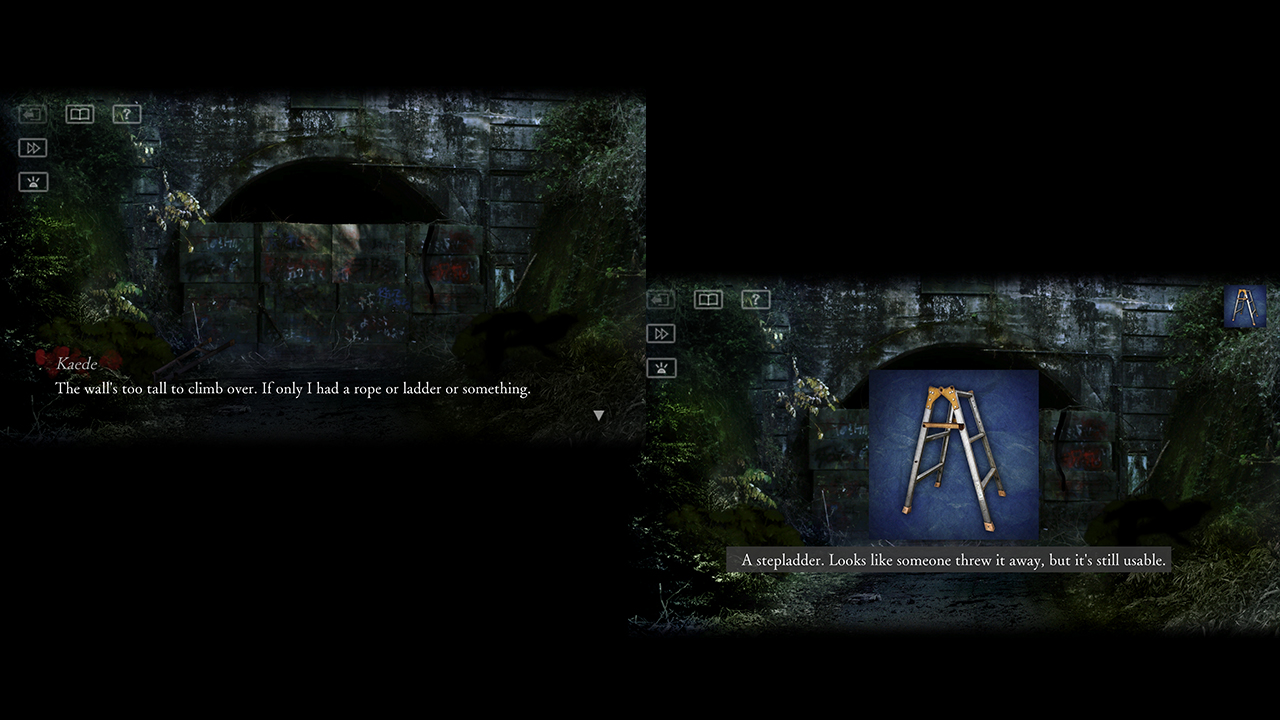 ?
Kaede
The wall's too tall to climb over. If only I had a rope or ladder or something.
?
A stepladder. Looks like someone threw it away, but it's still usable.